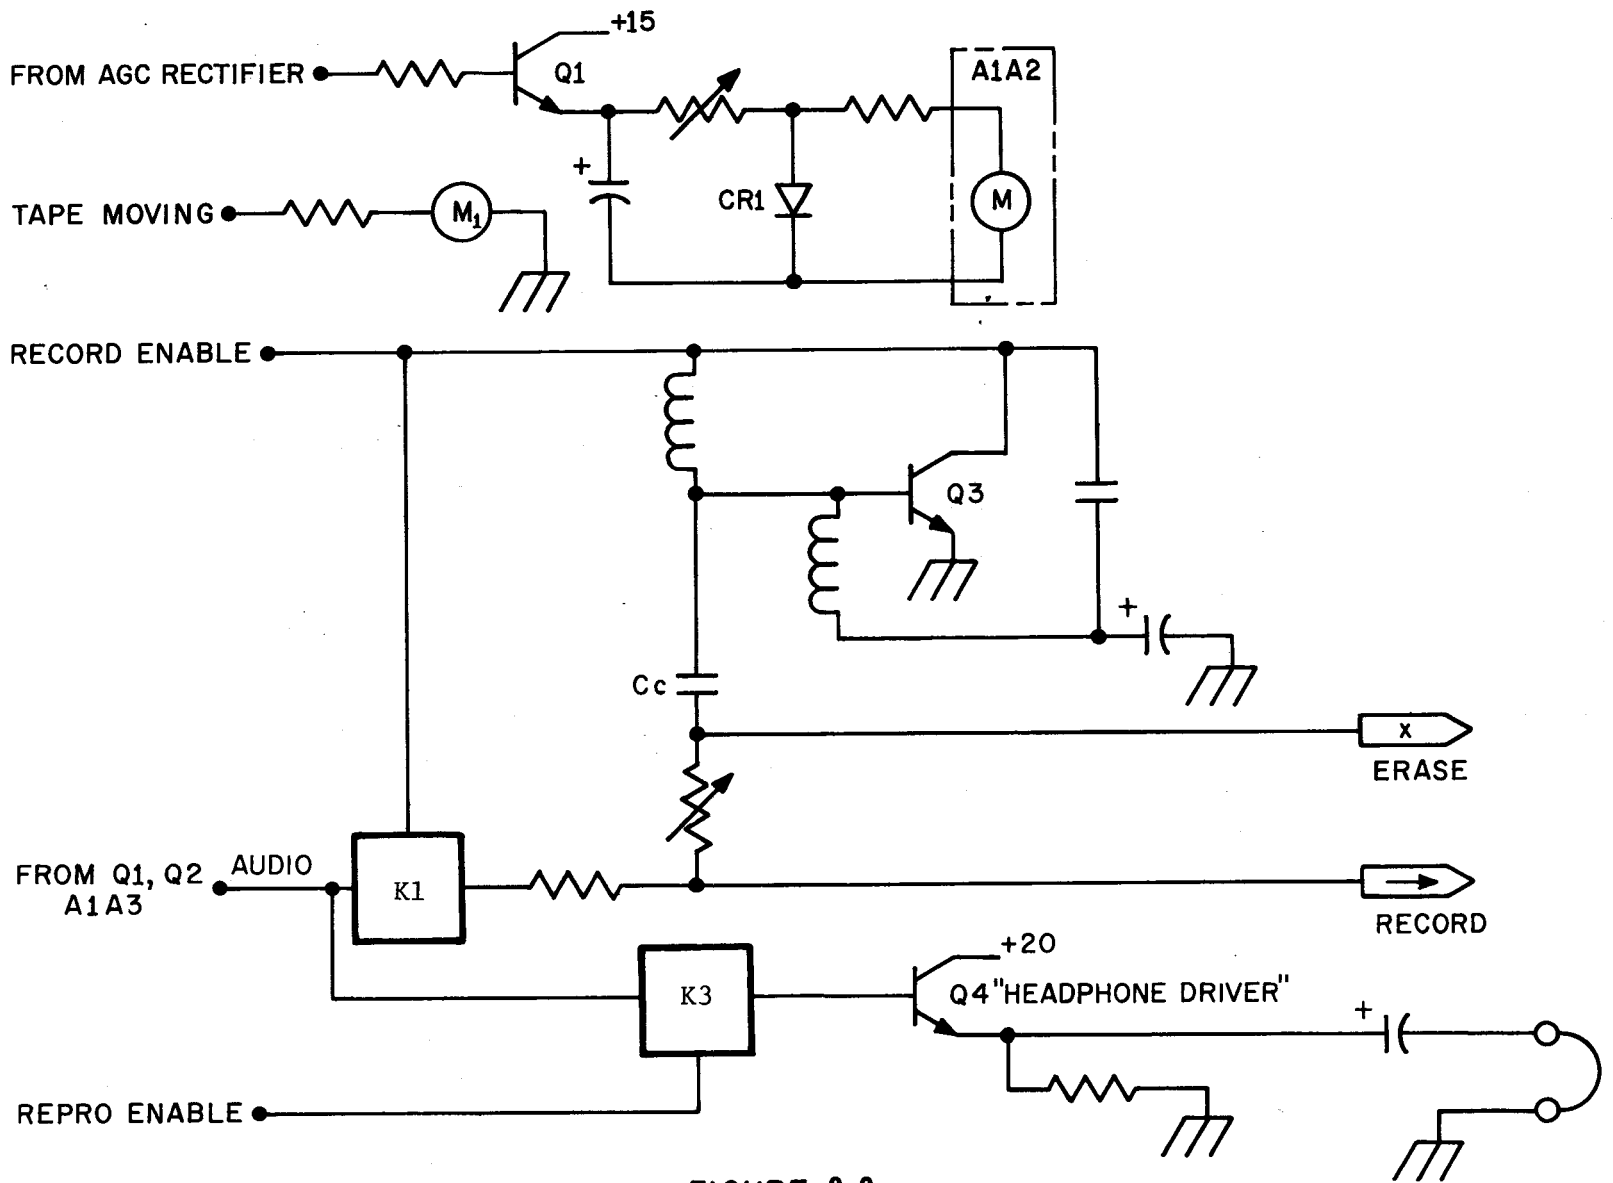 +15
FROM AGC RECTIFIER
Q1
A1A2
+
CR1
M
TAPE MOVING
M1
RECORD ENABLE
Q3
+
Cc
x
ERASE
FROM Q1, Q2
A1A3
AUDIO
K1
RECORD
+20
K3
Q4 "HEADPHONE DRIVER"
+
REPRO ENABLE